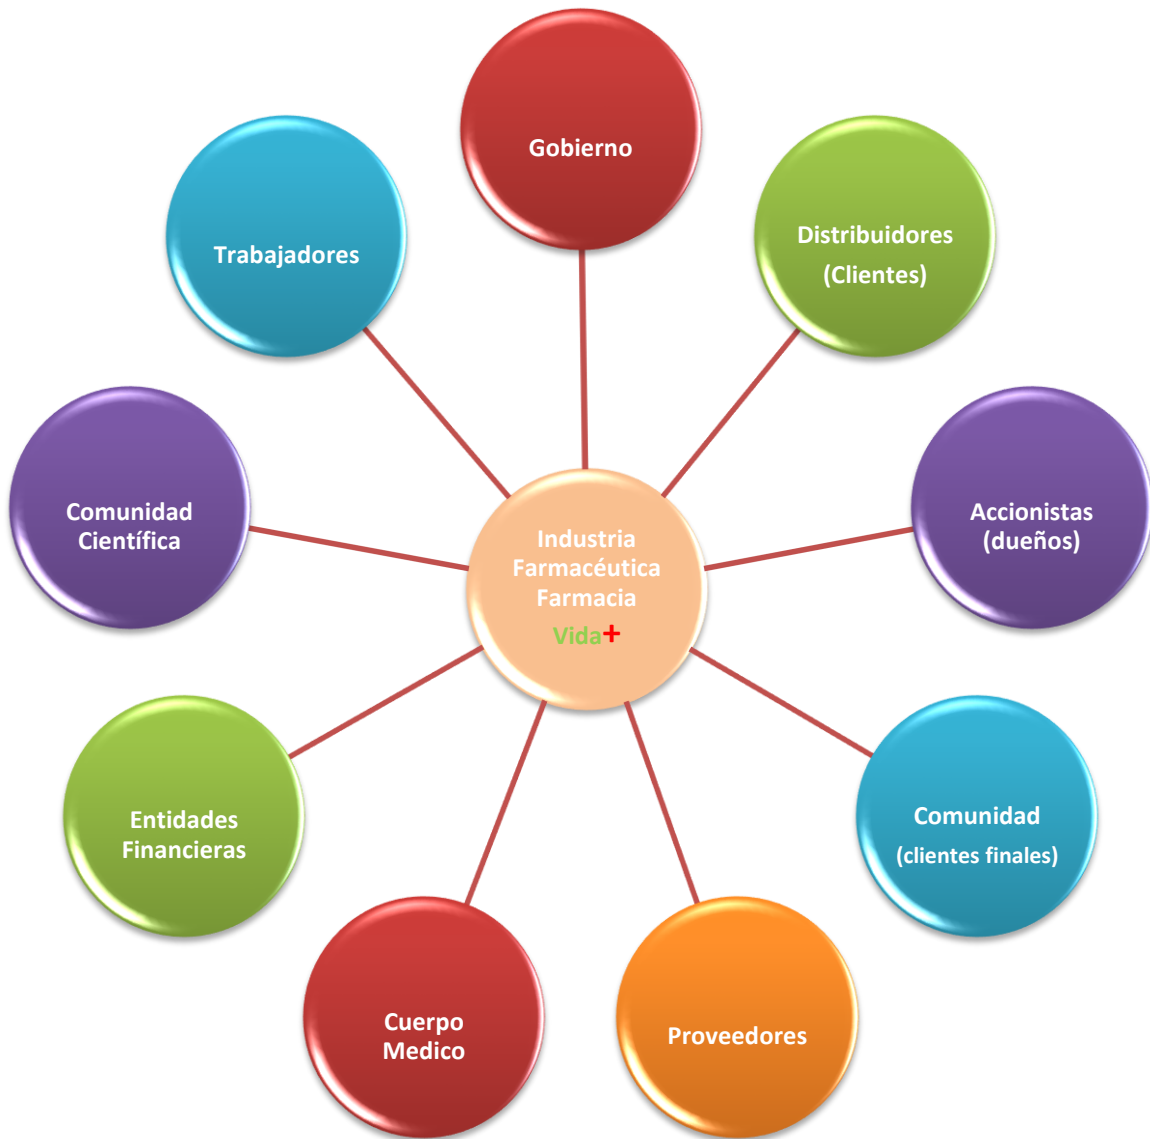 Gobierno
Distribuidores
(Clientes)
Trabajadores
Accionistas
(dueños)
Comunidad
Científica
Industria
Farmacéutica
Farmacia
Vida+
Comunidad
(clientes finales)
Entidades
Financieras
Proveedores
Cuerpo
Medico